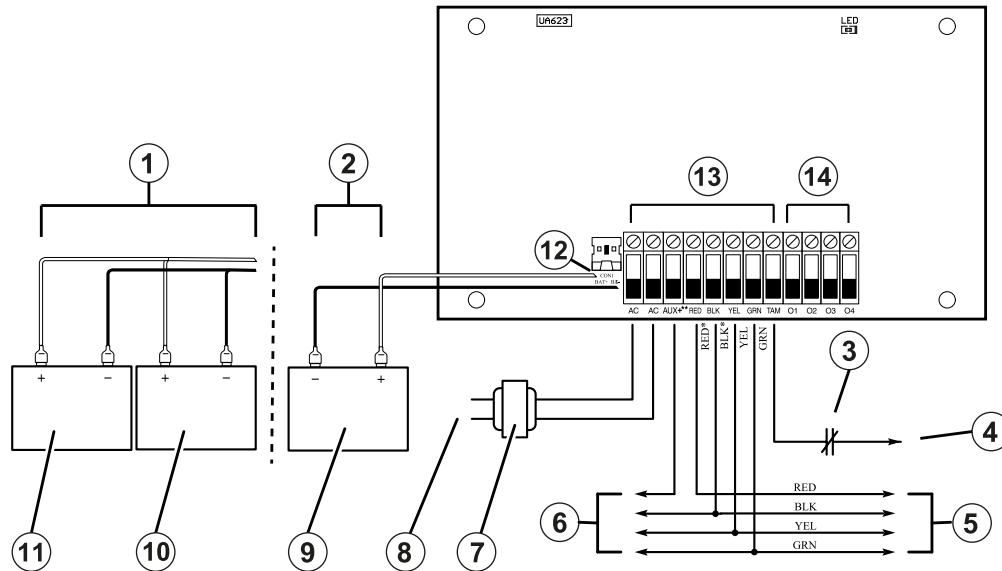 UA623
LED
1
2
13
14
12
CON1
BAT+
AC AC AUX+** RED BLK YEL GRN TAM O1 O2 O3 O4
RED*
BLK*
YEL
GRN
3
4
+ − + −
− +
RED
BLK
YEL
GRN
6
5
11
10
9
8
7